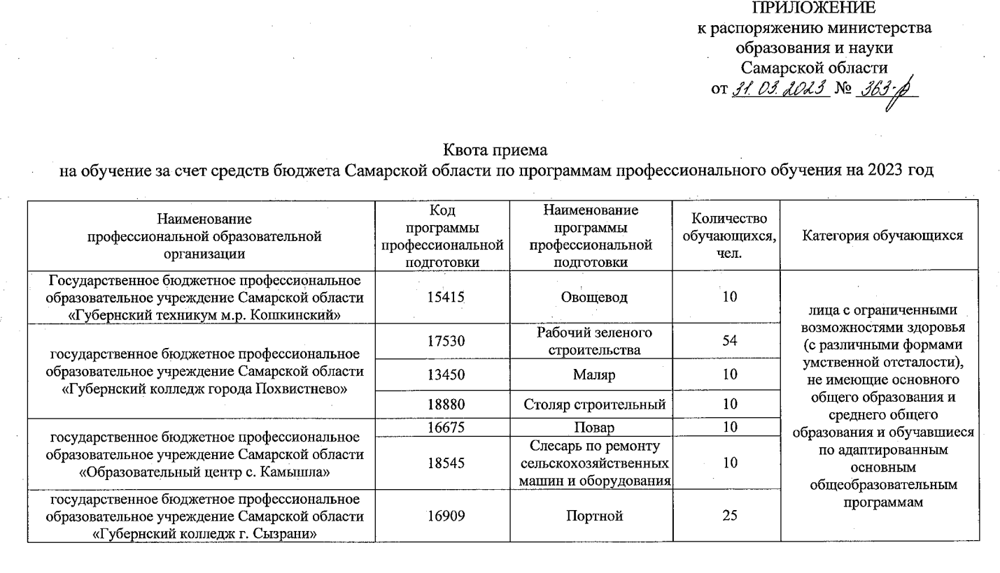 ПРИЛОЖЕНИЕ
к распоряжению министерства
образования и науки
Самарской области
от 31.03.2023 № 363-р
Квота приема
на обучение за счет средств бюджета Самарской области по программам профессионального обучения на 2023 год
Наименование
профессиональной образовательной
организации
Код
программы
профессиональной
подготовки
Наименование
программы
профессиональной
подготовки
Количество
обучающихся,
чел.
Категория обучающихся
Государственное бюджетное профессиональное
образовательное учреждение Самарской области
«Губернский техникум м.р. Кошкинский»
15415
Овощевод
10
лица с ограниченными
возможностями здоровья
(с различными формами
умственной отсталости),
не имеющие основного
общего образования и
среднего общего
образования и обучавшиеся
по адаптированным
основным
общеобразовательным
программам
государственное бюджетное профессиональное
образовательное учреждение Самарской области
«Губернский колледж города Похвистнево»
17530
Рабочий зеленого
строительства
54
13450
Маляр
10
18880
Столяр строительный
10
государственное бюджетное профессиональное
образовательное учреждение Самарской области
«Образовательный центр с. Камышла»
16675
Повар
10
18545
Слесарь по ремонту
сельскохозяйственных
машин и оборудования
10
государственное бюджетное профессиональное
образовательное учреждение Самарской области
«Губернский колледж г. Сызрани»
16909
Портной
25